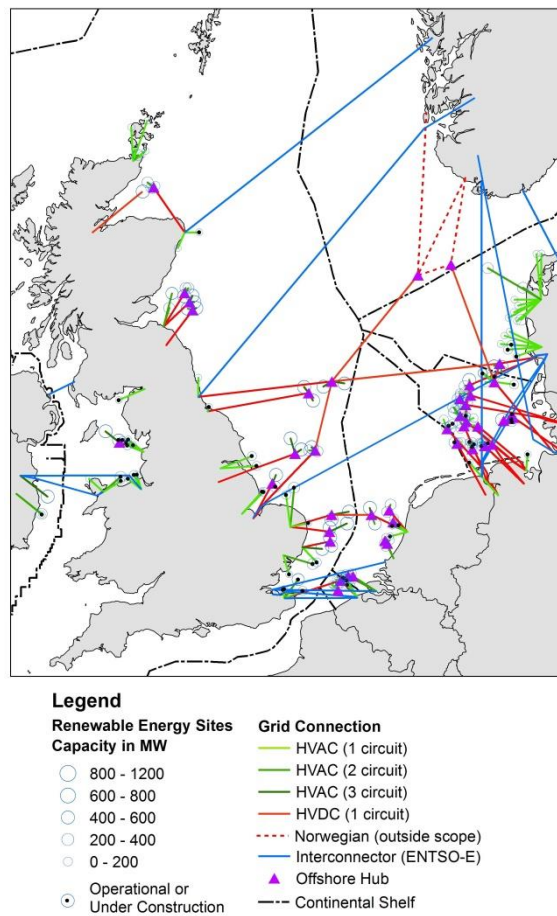 Legend
Renewable Energy Sites
Capacity in MW
800 - 1200
600 - 800
400 - 600
200 - 400
0 - 200
Operational or
Under Construction
Grid Connection
HVAC (1 circuit)
HVAC (2 circuit)
HVAC (3 circuit)
HVDC (1 circuit)
Norwegian (outside scope)
Interconnector (ENTSO-E)
Offshore Hub
Continental Shelf